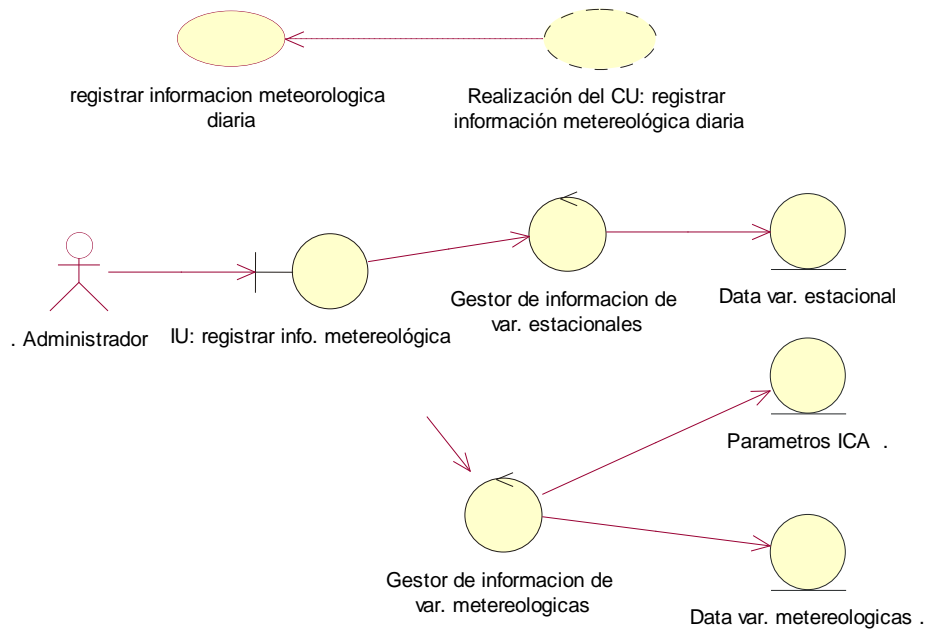 registrar informacion meteorologica
diaria
Realización del CU: registrar
información metereológica diaria
. Administrador
IU: registrar info. metereológica
Gestor de informacion de
var. estacionales
Data var. estacional
Parametros ICA .
Gestor de informacion de
var. metereologicas
Data var. metereologicas .